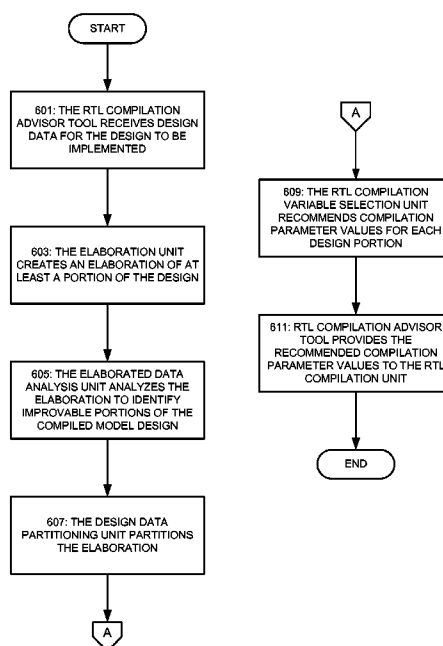 START
601: THE RTL COMPILATION
ADVISOR TOOL RECEIVES DESIGN
DATA FOR THE DESIGN TO BE
IMPLEMENTED
603: THE ELABORATION UNIT
CREATES AN ELABORATION OF AT
LEAST A PORTION OF THE DESIGN
605: THE ELABORATED DATA
ANALYSIS UNIT ANALYZES THE
ELABORATION TO IDENTIFY
IMPROVABLE PORTIONS OF THE
COMPILED MODEL DESIGN
607: THE DESIGN DATA
PARTITIONING UNIT PARTITIONS
THE ELABORATION
A
A
609: THE RTL COMPILATION
VARIABLE SELECTION UNIT
RECOMMENDS COMPILATION
PARAMETER VALUES FOR EACH
DESIGN PORTION
611: RTL COMPILATION ADVISOR
TOOL PROVIDES THE
RECOMMENDED COMPILATION
PARAMETER VALUES TO THE RTL
COMPILATION UNIT
END